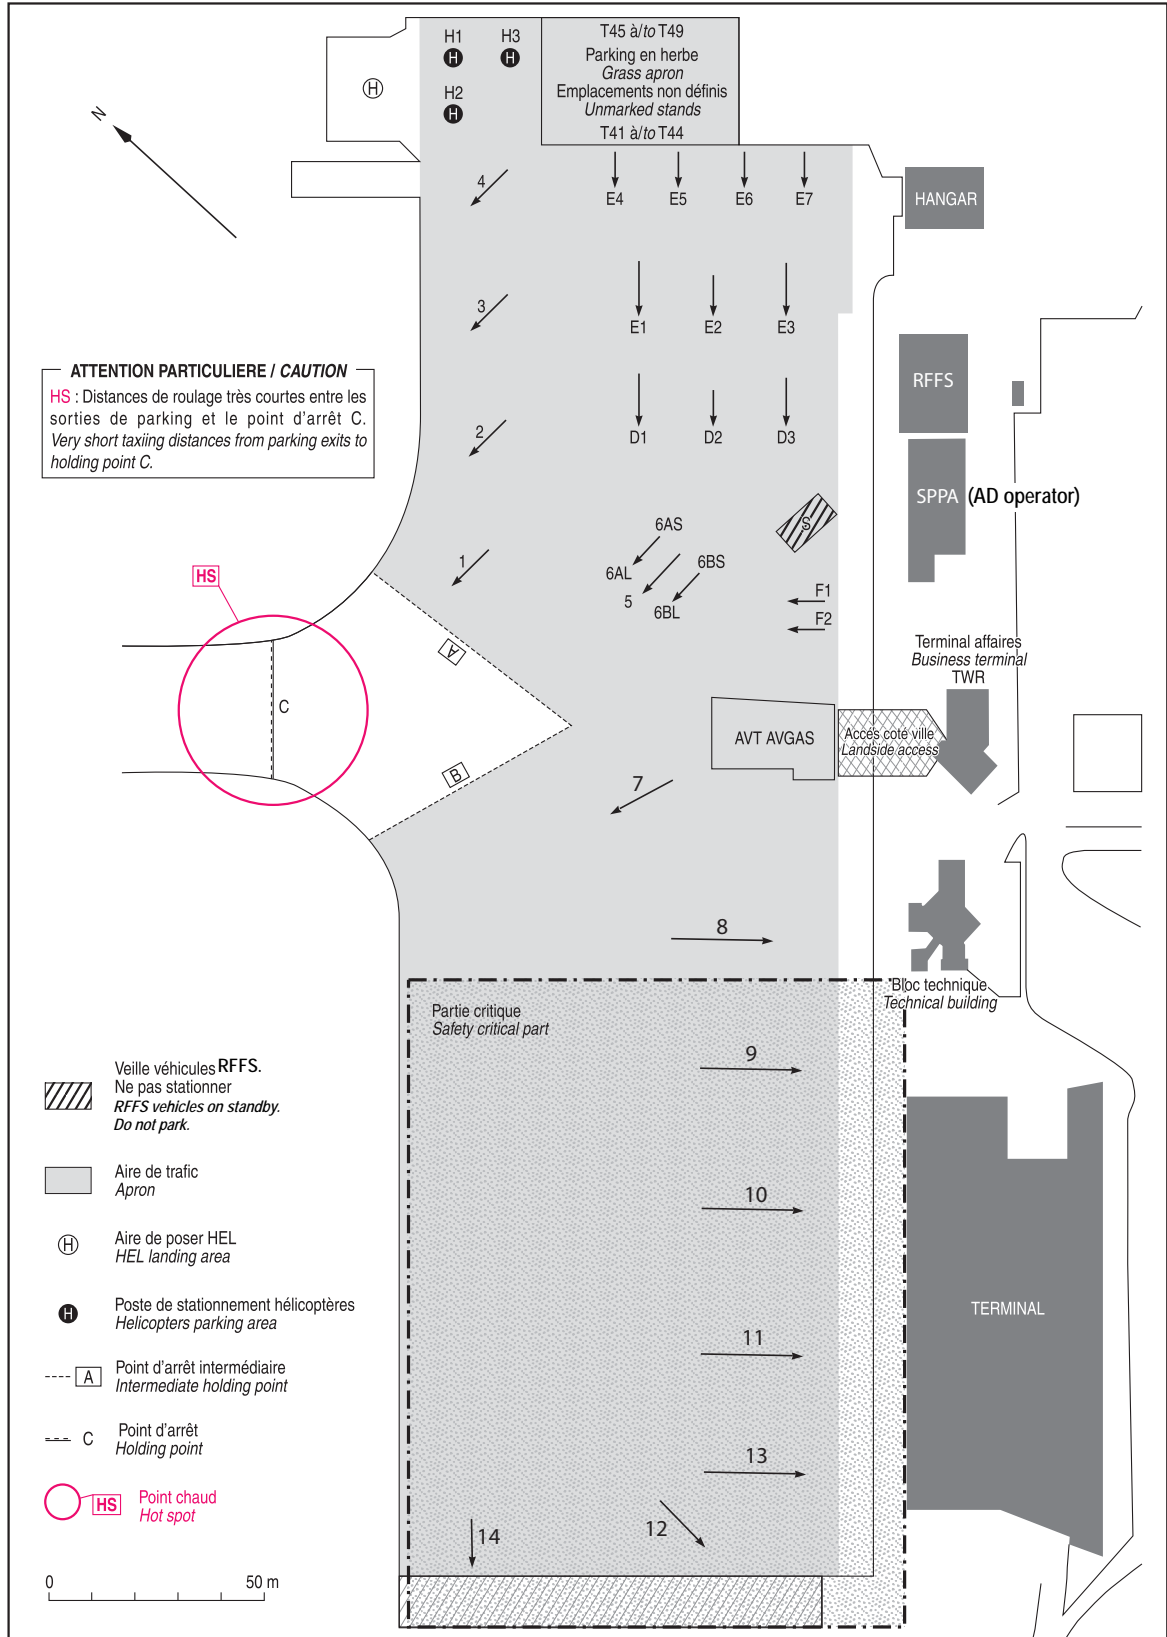 H1
H3
H
H
H2
H
H
T45 à/to T49
Parking en herbe
Grass apron
Emplacements non définis
Unmarked stands
T41 à/to T44
N
4
E4
E5
E6
E7
HANGAR
3
E1
E2
E3
RFFS
ATTENTION PARTICULIERE / CAUTION
HS : Distances de roulage très courtes entre les
sorties de parking et le point d'arrêt C.
Very short taxiing distances from parking exits to
holding point C.
2
D1
D2
D3
SPPA
(AD operator)
S
6AS
1
6AL
6BS
5
6BL
F1
F2
HS
A
Terminal affaires
Business terminal
TWR
C
AVT AVGAS
Accés coté ville
Landside access
B
7
8
Bloc technique
Technical building
Partie critique
Safety critical part
9
10
11
TERMINAL
13
12
14
Veille véhicules RFFS.
Ne pas stationner
RFFS vehicles on standby.
Do not park.
Aire de trafic
Apron
H
Aire de poser HEL
HEL landing area
H
Poste de stationnement hélicoptères
Helicopters parking area
A
Point d'arrêt intermédiaire
Intermediate holding point
C
Point d'arrêt
Holding point
HS
Point chaud
Hot spot
0
50 m